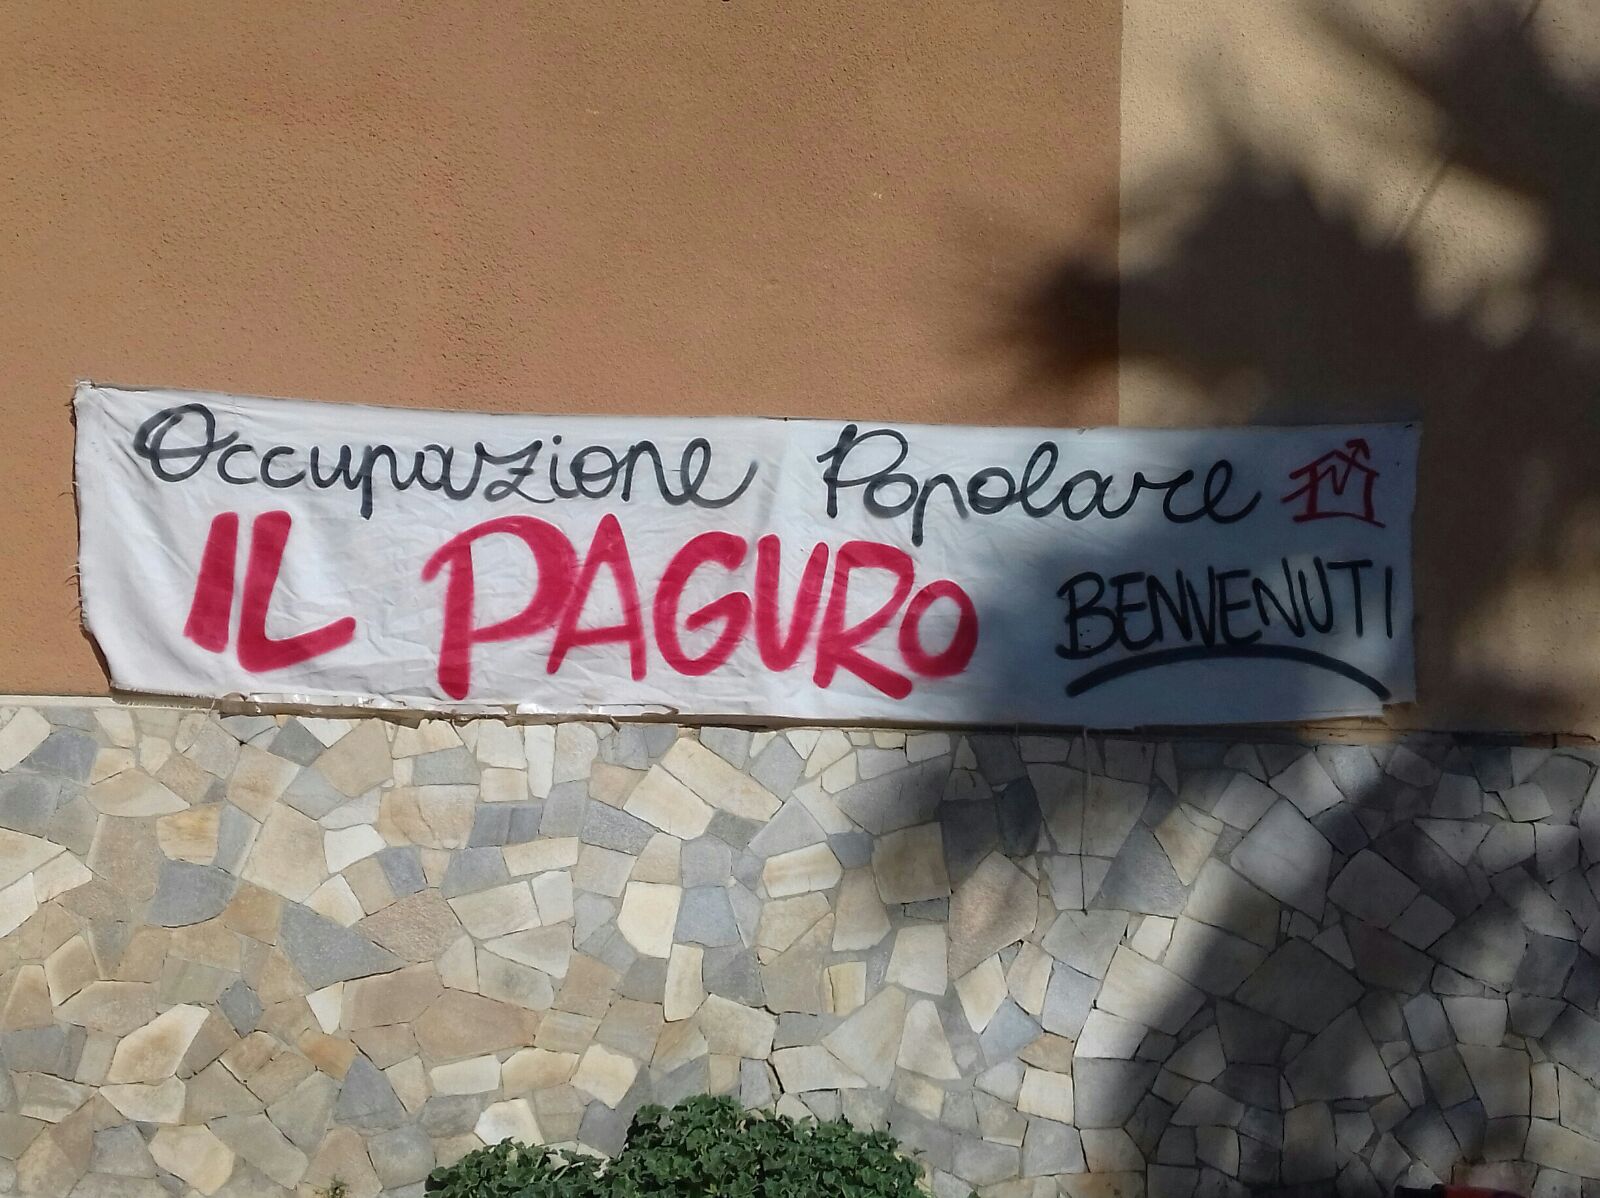 Occupazione Popolare
IL PAGURO BENVENUTI